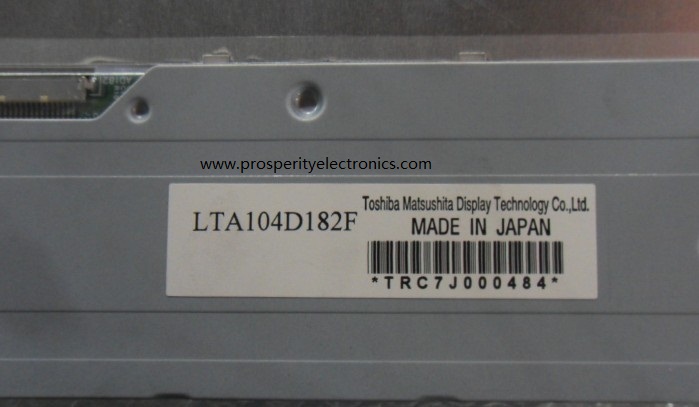 www.prosperityelectronics.com
LTA104D182F
Toshiba Matsushita Display Technology Co.,Ltd.
MADE IN JAPAN
*TRC7J000484*